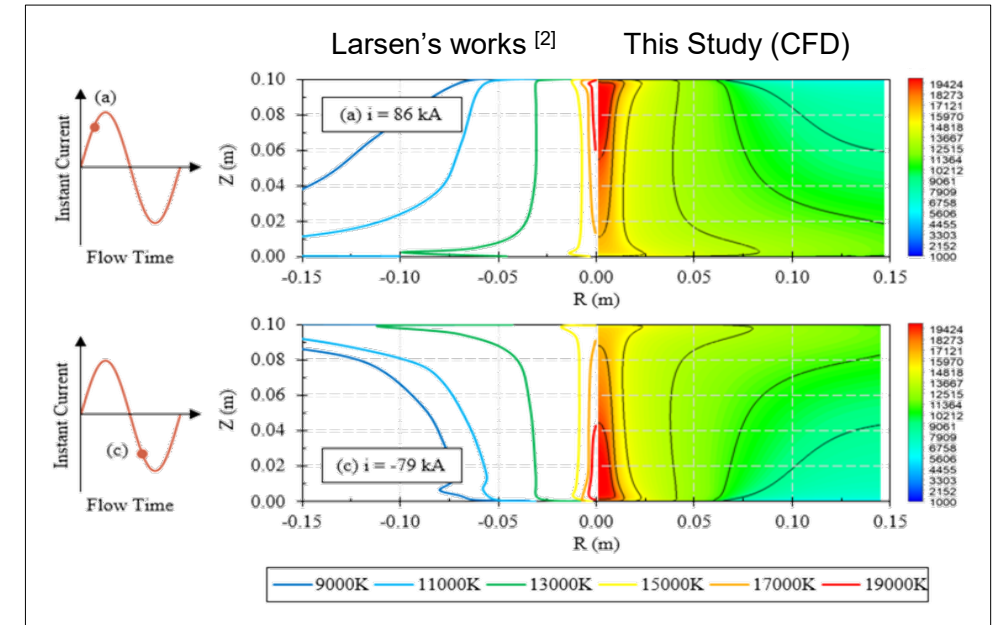 Larsen's works [2] This Study (CFD)
(a)
Instant Current
Flow Time
(a) i = 86 kA
Z (m)
0.10
0.08
0.06
0.04
0.02
0.00
-0.15 -0.10 -0.05 0.00 0.05 0.10 0.15
R (m)
19424
18273
17121
15970
14818
13667
12515
11364
10212
9061
7909
6758
5606
4455
3303
2152
1000
(c)
Instant Current
Flow Time
(c) i = -79 kA
Z (m)
0.10
0.08
0.06
0.04
0.02
0.00
-0.15 -0.10 -0.05 0.00 0.05 0.10 0.15
R (m)
19424
18273
17121
15970
14818
13667
12515
11364
10212
9061
7909
6758
5606
4455
3303
2152
1000
9000K 11000K 13000K 15000K 17000K 19000K